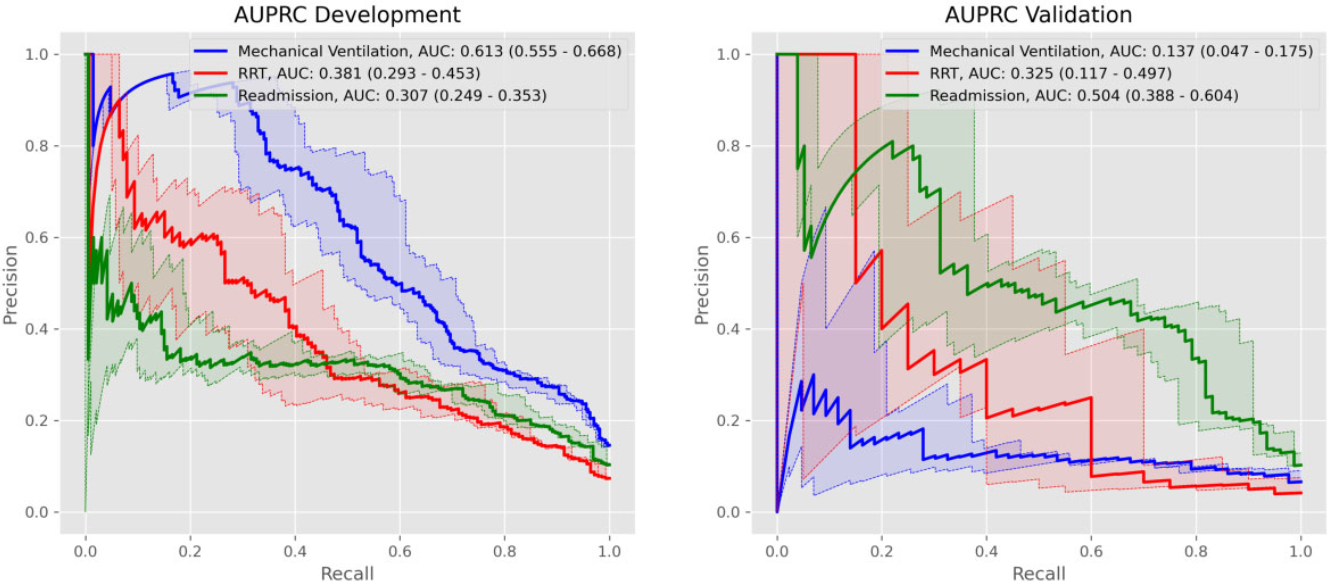 AUPRC Development
1.0
0.8
0.6
0.4
0.2
0.0
Precision
Mechanical Ventilation, AUC: 0.613 (0.555 - 0.668)
RRT, AUC: 0.381 (0.293 - 0.453)
Readmission, AUC: 0.307 (0.249 - 0.353)
0.0 0.2 0.4 0.6 0.8 1.0
Recall
AUPRC Validation
1.0
0.8
0.6
0.4
0.2
0.0
Precision
Mechanical Ventilation, AUC: 0.137 (0.047 - 0.175)
RRT, AUC: 0.325 (0.117 - 0.497)
Readmission, AUC: 0.504 (0.388 - 0.604)
0.0 0.2 0.4 0.6 0.8 1.0
Recall